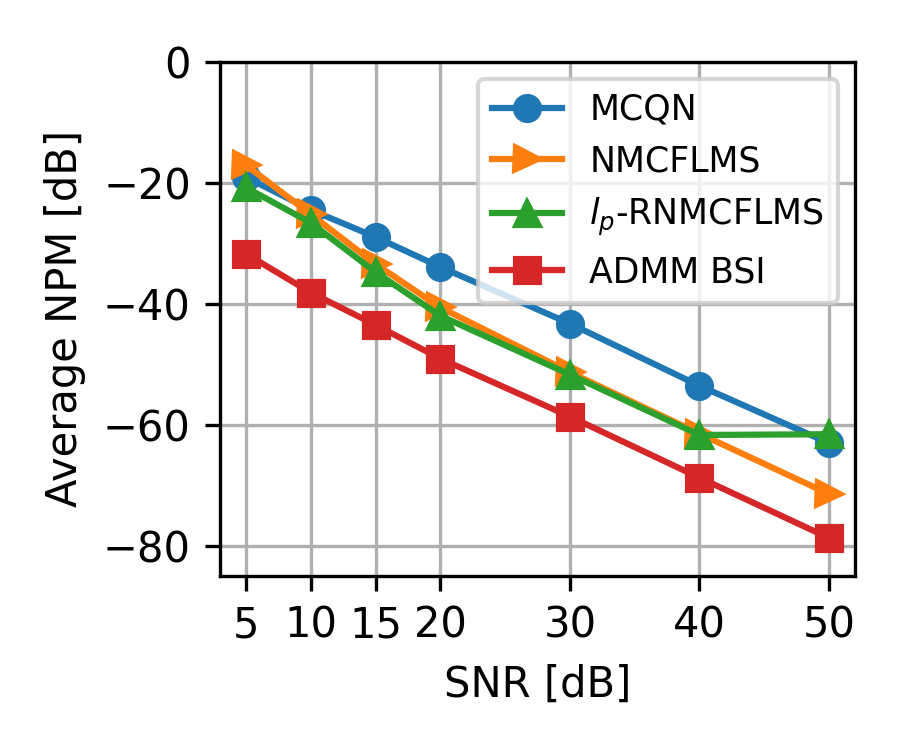 Average NPM [dB]
0
−20
−40
−60
−80
MCQN
NMCFLMS
lₚ-RNMCFLMS
ADMM BSI
5 10 15 20 30 40 50
SNR [dB]